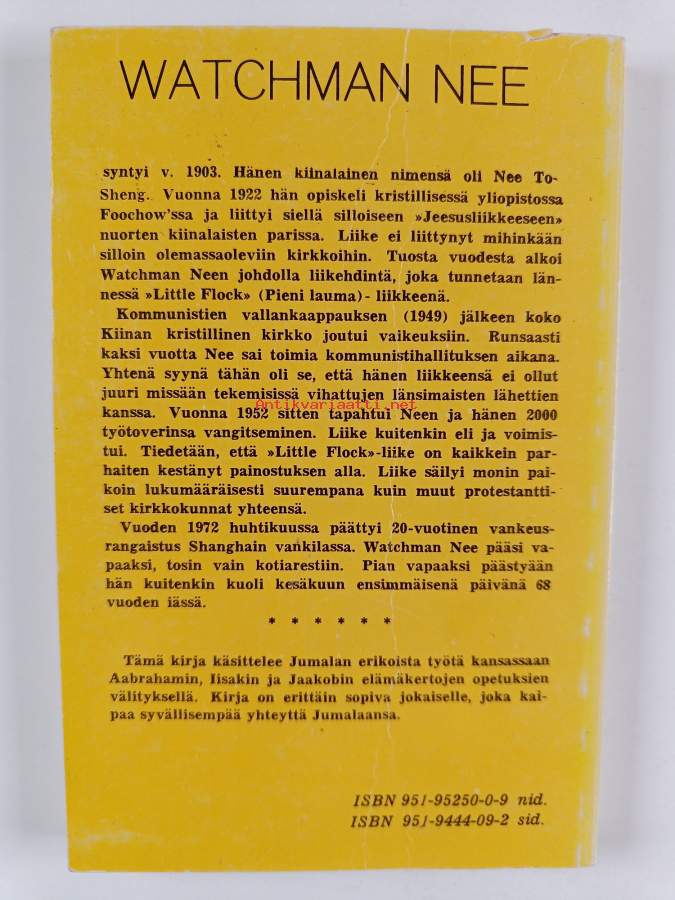 WATCHMAN NEE
syntyi v. 1903. Hänen kiinalainen nimensä oli Nee To-
Sheng. Vuonna 1922 hän opiskeli kristillisessä yliopistossa
Foochow'ssa ja liittyi siellä silloiseen »Jeesusliikkeeseen»
nuorten kiinalaisten parissa. Liike ei liittynyt mihinkään
silloin olemassaoleviin kirkkoihin. Tuosta vuodesta alkoi
Watchman Neen johdolla liikehdintä, joka tunnetaan län-
nessä »Little Flock» (Pieni lauma)- liikkeenä.
Kommunistien vallankaappauksen (1949) jälkeen koko
Kiinan kristillinen kirkko joutui vaikeuksiin. Runsaasti
kaksi vuotta Nee sai toimia kommunistihallituksen aikana.
Yhtenä syynä tähän oli se, että hänen liikkeensä ei ollut
juuri missään tekemisissä vihattujen länsimaisten lähettien
kanssa. Vuonna 1952 sitten tapahtui Neen ja hänen 2000
Antikvariaatti.net
työtoverinsa vangitseminen. Liike kuitenkin eli ja voimis-
tui. Tiedetään, että »Little Flock»-liike on kaikkein par-
haiten kestänyt painostuksen alla. Liike säilyi monin pai-
koin lukumääräisesti suurempana kuin muut protestantti-
set kirkkokunnat yhteensä.
Vuoden 1972 huhtikuussa päättyi 20-vuotinen vankeus-
rangaistus Shanghain vankilassa. Watchman Nee pääsi va-
paaksi, tosin vain kotiarestiin. Pian vapaaksi päästyään
hän kuitenkin kuoli kesäkuun ensimmäisenä päivänä 68
vuoden iässä.
* * * * * *
Tämä kirja käsittelee Jumalan erikoista työtä kansassaan
Aabrahamin, Iisakin ja Jaakobin elämäkertojen opetuksien
välityksellä. Kirja on erittäin sopiva jokaiselle, joka kai-
paa syvällisempää yhteyttä Jumalaansa.
ISBN 951-95250-0-9 nid.
ISBN 951-9444-09-2 sid.